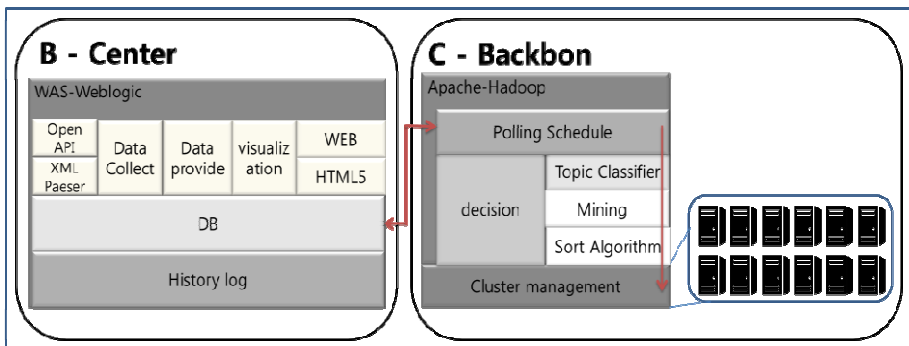 B - Center
WAS-Weblogic
Open
API
XML
Paeser
Data
Collect
Data
provide
visualiz
ation
WEB
HTML5
DB
History log
C - Backbon
Apache-Hadoop
Polling Schedule
decision
Topic Classifier
Mining
Sort Algorithm
Cluster management